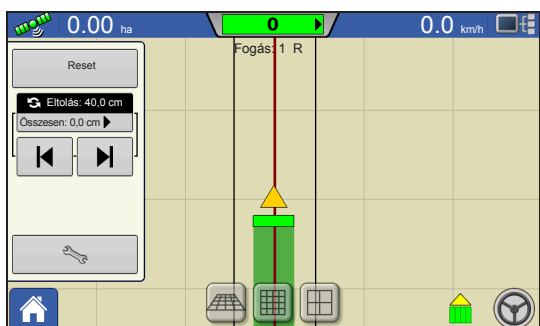 0.00 ha
0
0.0 km/h
Fogás: 1 R
Reset
Eltolás: 40,0 cm
Összesen: 0,0 cm